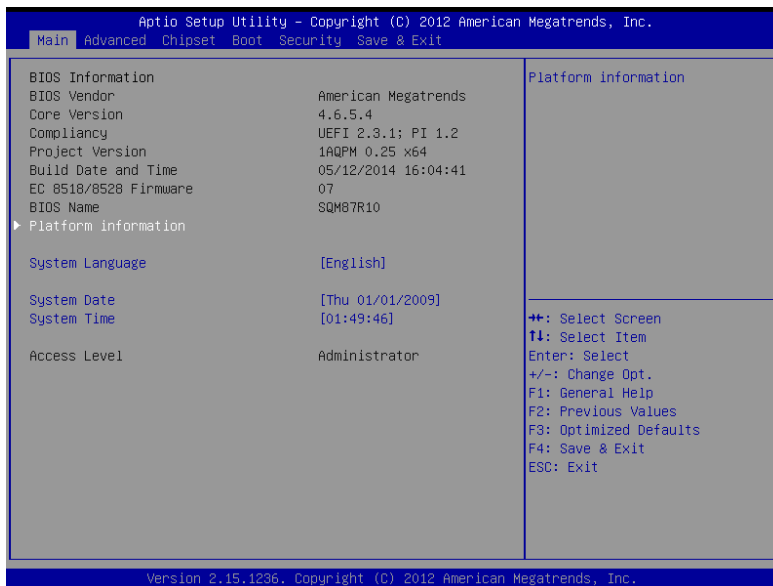 Aptio Setup Utility – Copyright (C) 2012 American Megatrends, Inc.
Main Advanced Chipset Boot Security Save & Exit
BIOS Information
BIOS Vendor American Megatrends
Core Version 4.6.5.4
Compliancy UEFI 2.3.1; PI 1.2
Project Version 1AQPM 0.25 x64
Build Date and Time 05/12/2014 16:04:41
EC 8518/8528 Firmware 07
BIOS Name SQM87R10
▶ Platform information
System Language [English]
System Date [Thu 01/01/2009]
System Time [01:49:46]
Access Level Administrator
Platform information
→←: Select Screen
↑↓: Select Item
Enter: Select
+/-: Change Opt.
F1: General Help
F2: Previous Values
F3: Optimized Defaults
F4: Save & Exit
ESC: Exit
Version 2.15.1236. Copyright (C) 2012 American Megatrends, Inc.